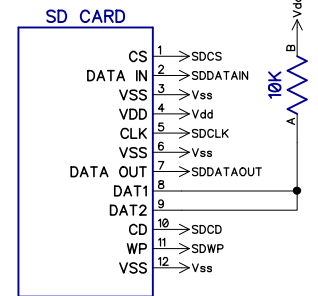 SD CARD
Vdd
CS 1 SDCS
DATA IN 2 SDDATAIN
VSS 3 Vss
VDD 4 Vdd
CLK 5 SDCLK
VSS 6 Vss
DATA OUT 7 SDDATAOUT
DAT1 8
DAT2 9
CD 10 SDCD
WP 11 SDWP
VSS 12 Vss
B
10K
A